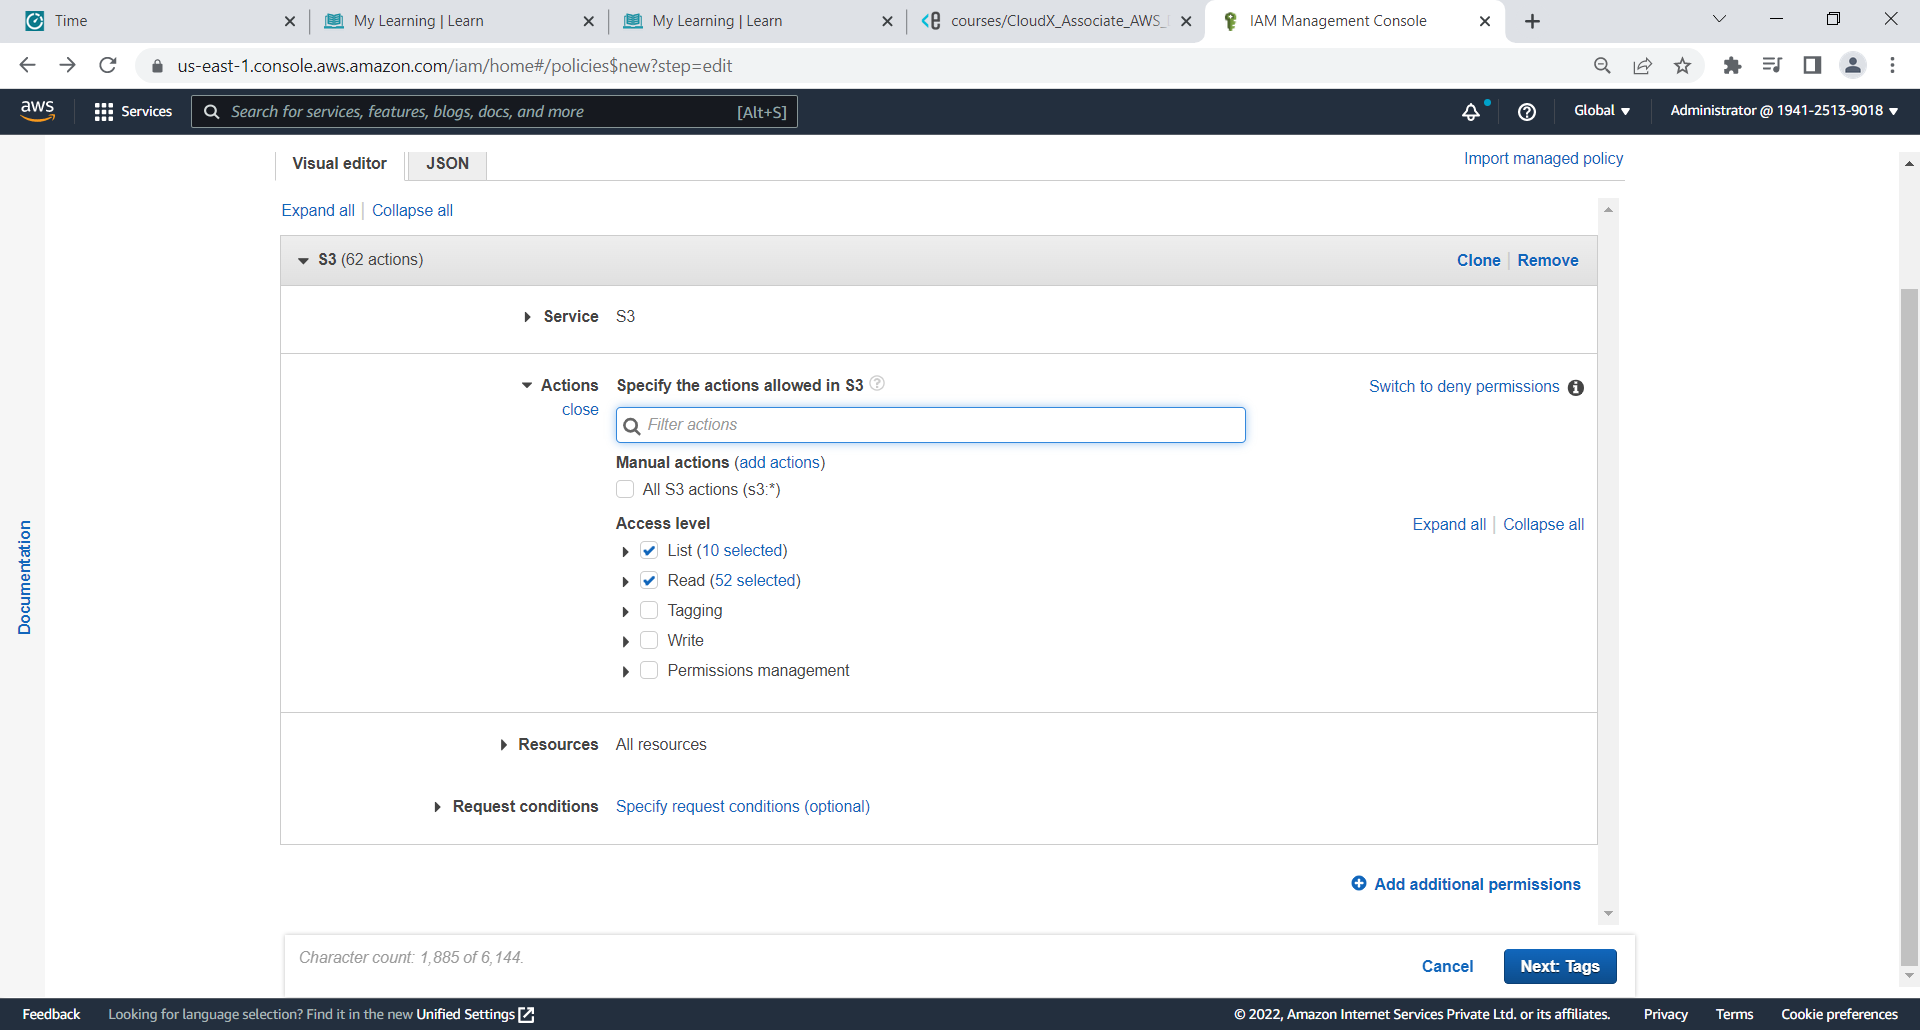 Time
My Learning | Learn
My Learning | Learn
courses/CloudX_Associate_AWS_
IAM Management Console
us-east-1.console.aws.amazon.com/iam/home#/policies$new?step=edit
aws
Services
Search for services, features, blogs, docs, and more
[Alt+S]
Global
Administrator @ 1941-2513-9018
Visual editor
JSON
Import managed policy
Expand all | Collapse all
S3 (62 actions)
Clone | Remove
Service S3
Actions Specify the actions allowed in S3
Switch to deny permissions
close
Filter actions
Manual actions (add actions)
All S3 actions (s3:*)
Access level
Expand all | Collapse all
List (10 selected)
Read (52 selected)
Tagging
Write
Permissions management
Documentation
Resources All resources
Request conditions Specify request conditions (optional)
Add additional permissions
Character count: 1,885 of 6,144.
Cancel
Next: Tags
Feedback
Looking for language selection? Find it in the new Unified Settings
© 2022, Amazon Internet Services Private Ltd. or its affiliates.
Privacy
Terms
Cookie preferences